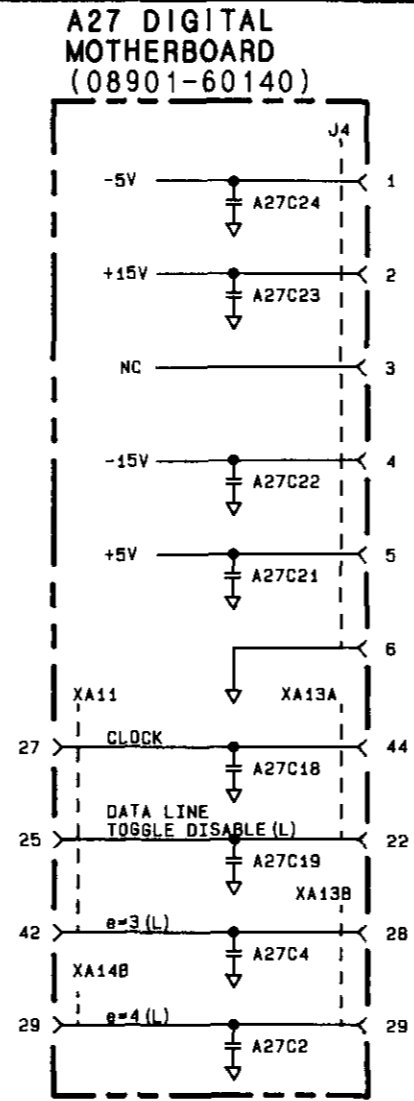 A27 DIGITAL
MOTHERBOARD
(08901-60140)
J4
-5V
1
A27C24
+15V
2
A27C23
NC
3
-15V
4
A27C22
+5V
5
A27C21
6
XA11
XA13A
27
CLOCK
44
A27C18
DATA LINE
TOGGLE DISABLE(L)
25
22
A27C19
XA13B
42
e=3(L)
28
A27C4
XA14B
29
e=4(L)
29
A27C2